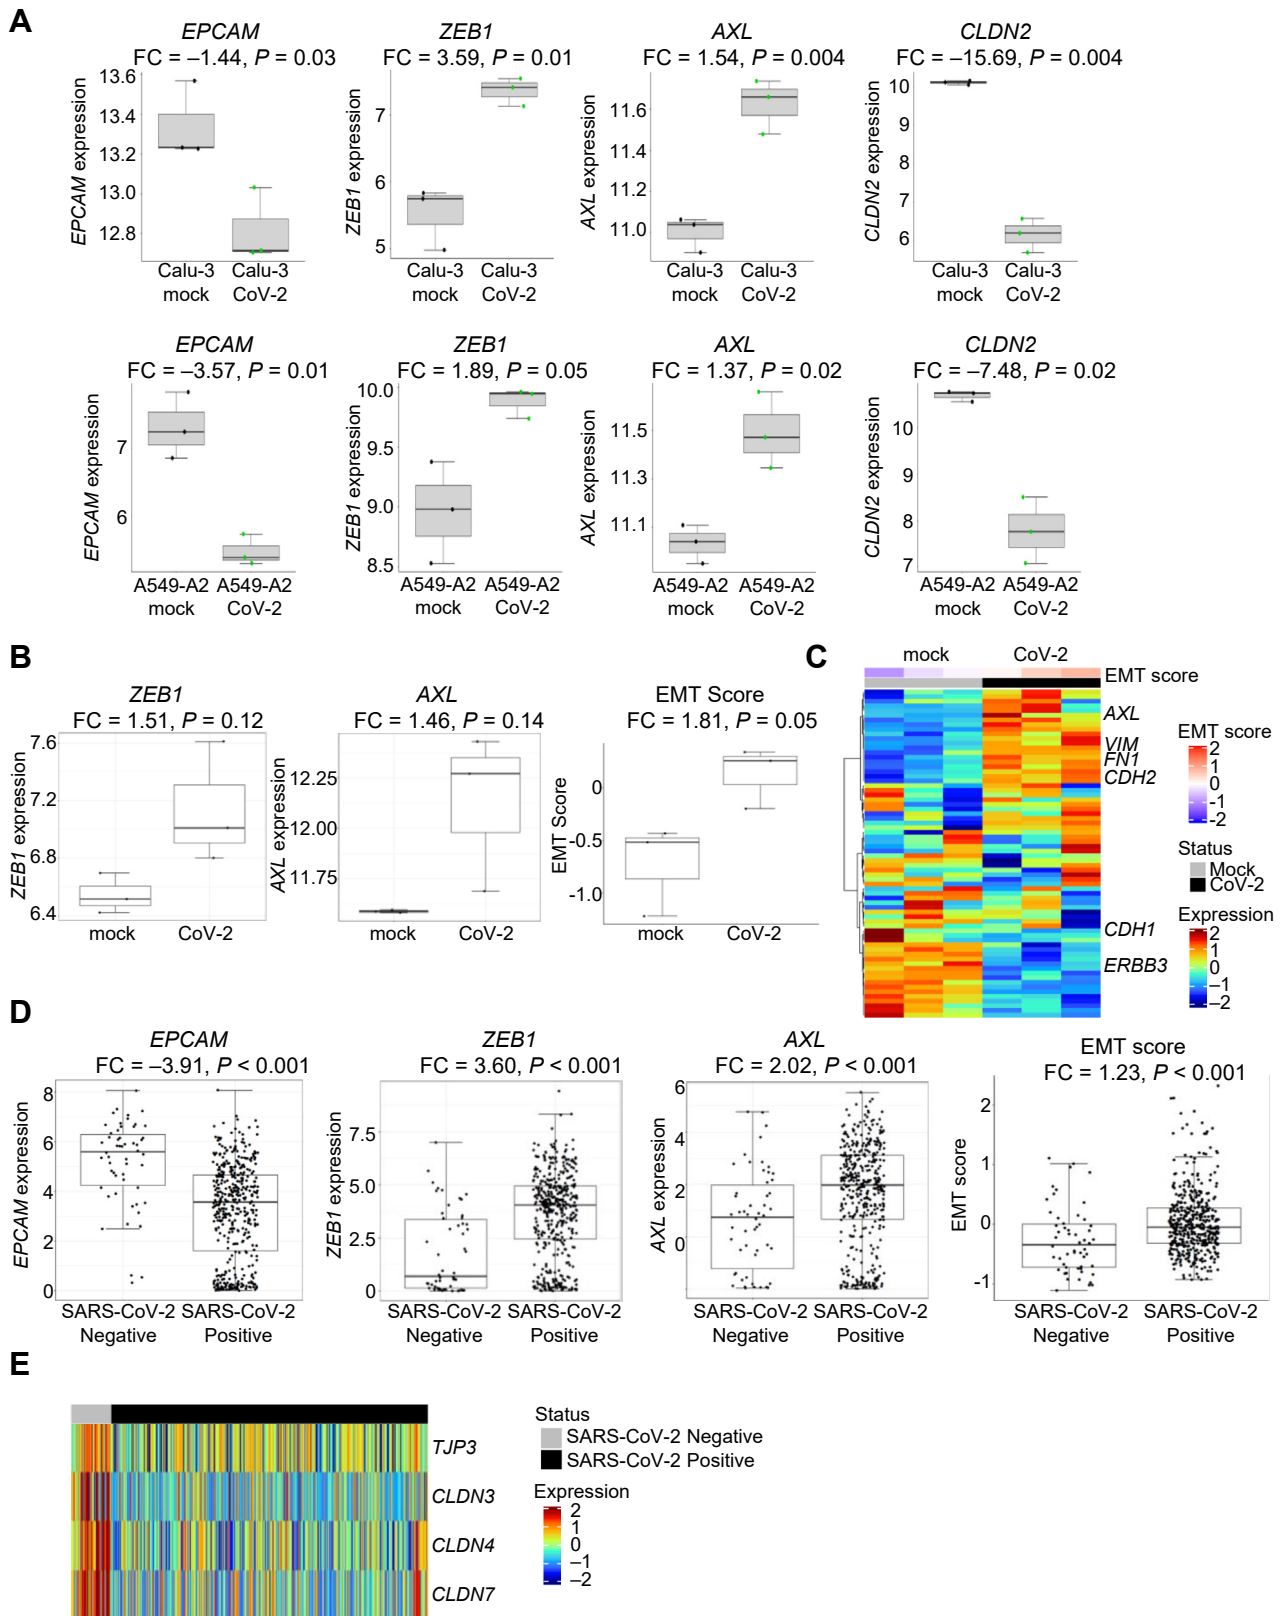 A
EPCAM
FC = –1.44, P = 0.03
EPCAM expression
13.6
13.4
13.2
13.0
12.8
Calu-3 mock
Calu-3 CoV-2
ZEB1
FC = 3.59, P = 0.01
ZEB1 expression
7
6
5
Calu-3 mock
Calu-3 CoV-2
AXL
FC = 1.54, P = 0.004
AXL expression
11.6
11.4
11.2
11.0
Calu-3 mock
Calu-3 CoV-2
CLDN2
FC = –15.69, P = 0.004
CLDN2 expression
10
9
8
7
6
Calu-3 mock
Calu-3 CoV-2
EPCAM
FC = –3.57, P = 0.01
EPCAM expression
7
6
A549-A2 mock
A549-A2 CoV-2
ZEB1
FC = 1.89, P = 0.05
ZEB1 expression
10.0
9.5
9.0
8.5
A549-A2 mock
A549-A2 CoV-2
AXL
FC = 1.37, P = 0.02
AXL expression
11.5
11.3
11.1
A549-A2 mock
A549-A2 CoV-2
CLDN2
FC = –7.48, P = 0.02
CLDN2 expression
10
9
8
7
A549-A2 mock
A549-A2 CoV-2
B
ZEB1
FC = 1.51, P = 0.12
ZEB1 expression
7.6
7.2
6.8
6.4
mock
CoV-2
AXL
FC = 1.46, P = 0.14
AXL expression
12.25
12.00
11.75
mock
CoV-2
EMT Score
FC = 1.81, P = 0.05
EMT Score
0
-0.5
-1.0
mock
CoV-2
C
mock
CoV-2
EMT score
AXL
VIM
FN1
CDH2
CDH1
ERBB3
EMT score
2
1
0
-1
-2
Status
Mock
CoV-2
Expression
2
1
0
–1
–2
D
EPCAM
FC = –3.91, P < 0.001
EPCAM expression
8
6
4
2
0
SARS-CoV-2 Negative
SARS-CoV-2 Positive
ZEB1
FC = 3.60, P < 0.001
ZEB1 expression
7.5
5.0
2.5
0
SARS-CoV-2 Negative
SARS-CoV-2 Positive
AXL
FC = 2.02, P < 0.001
AXL expression
6
4
2
0
SARS-CoV-2 Negative
SARS-CoV-2 Positive
EMT score
FC = 1.23, P < 0.001
EMT score
2
1
0
-1
SARS-CoV-2 Negative
SARS-CoV-2 Positive
E
TJP3
CLDN3
CLDN4
CLDN7
Status
SARS-CoV-2 Negative
SARS-CoV-2 Positive
Expression
2
1
0
–1
–2